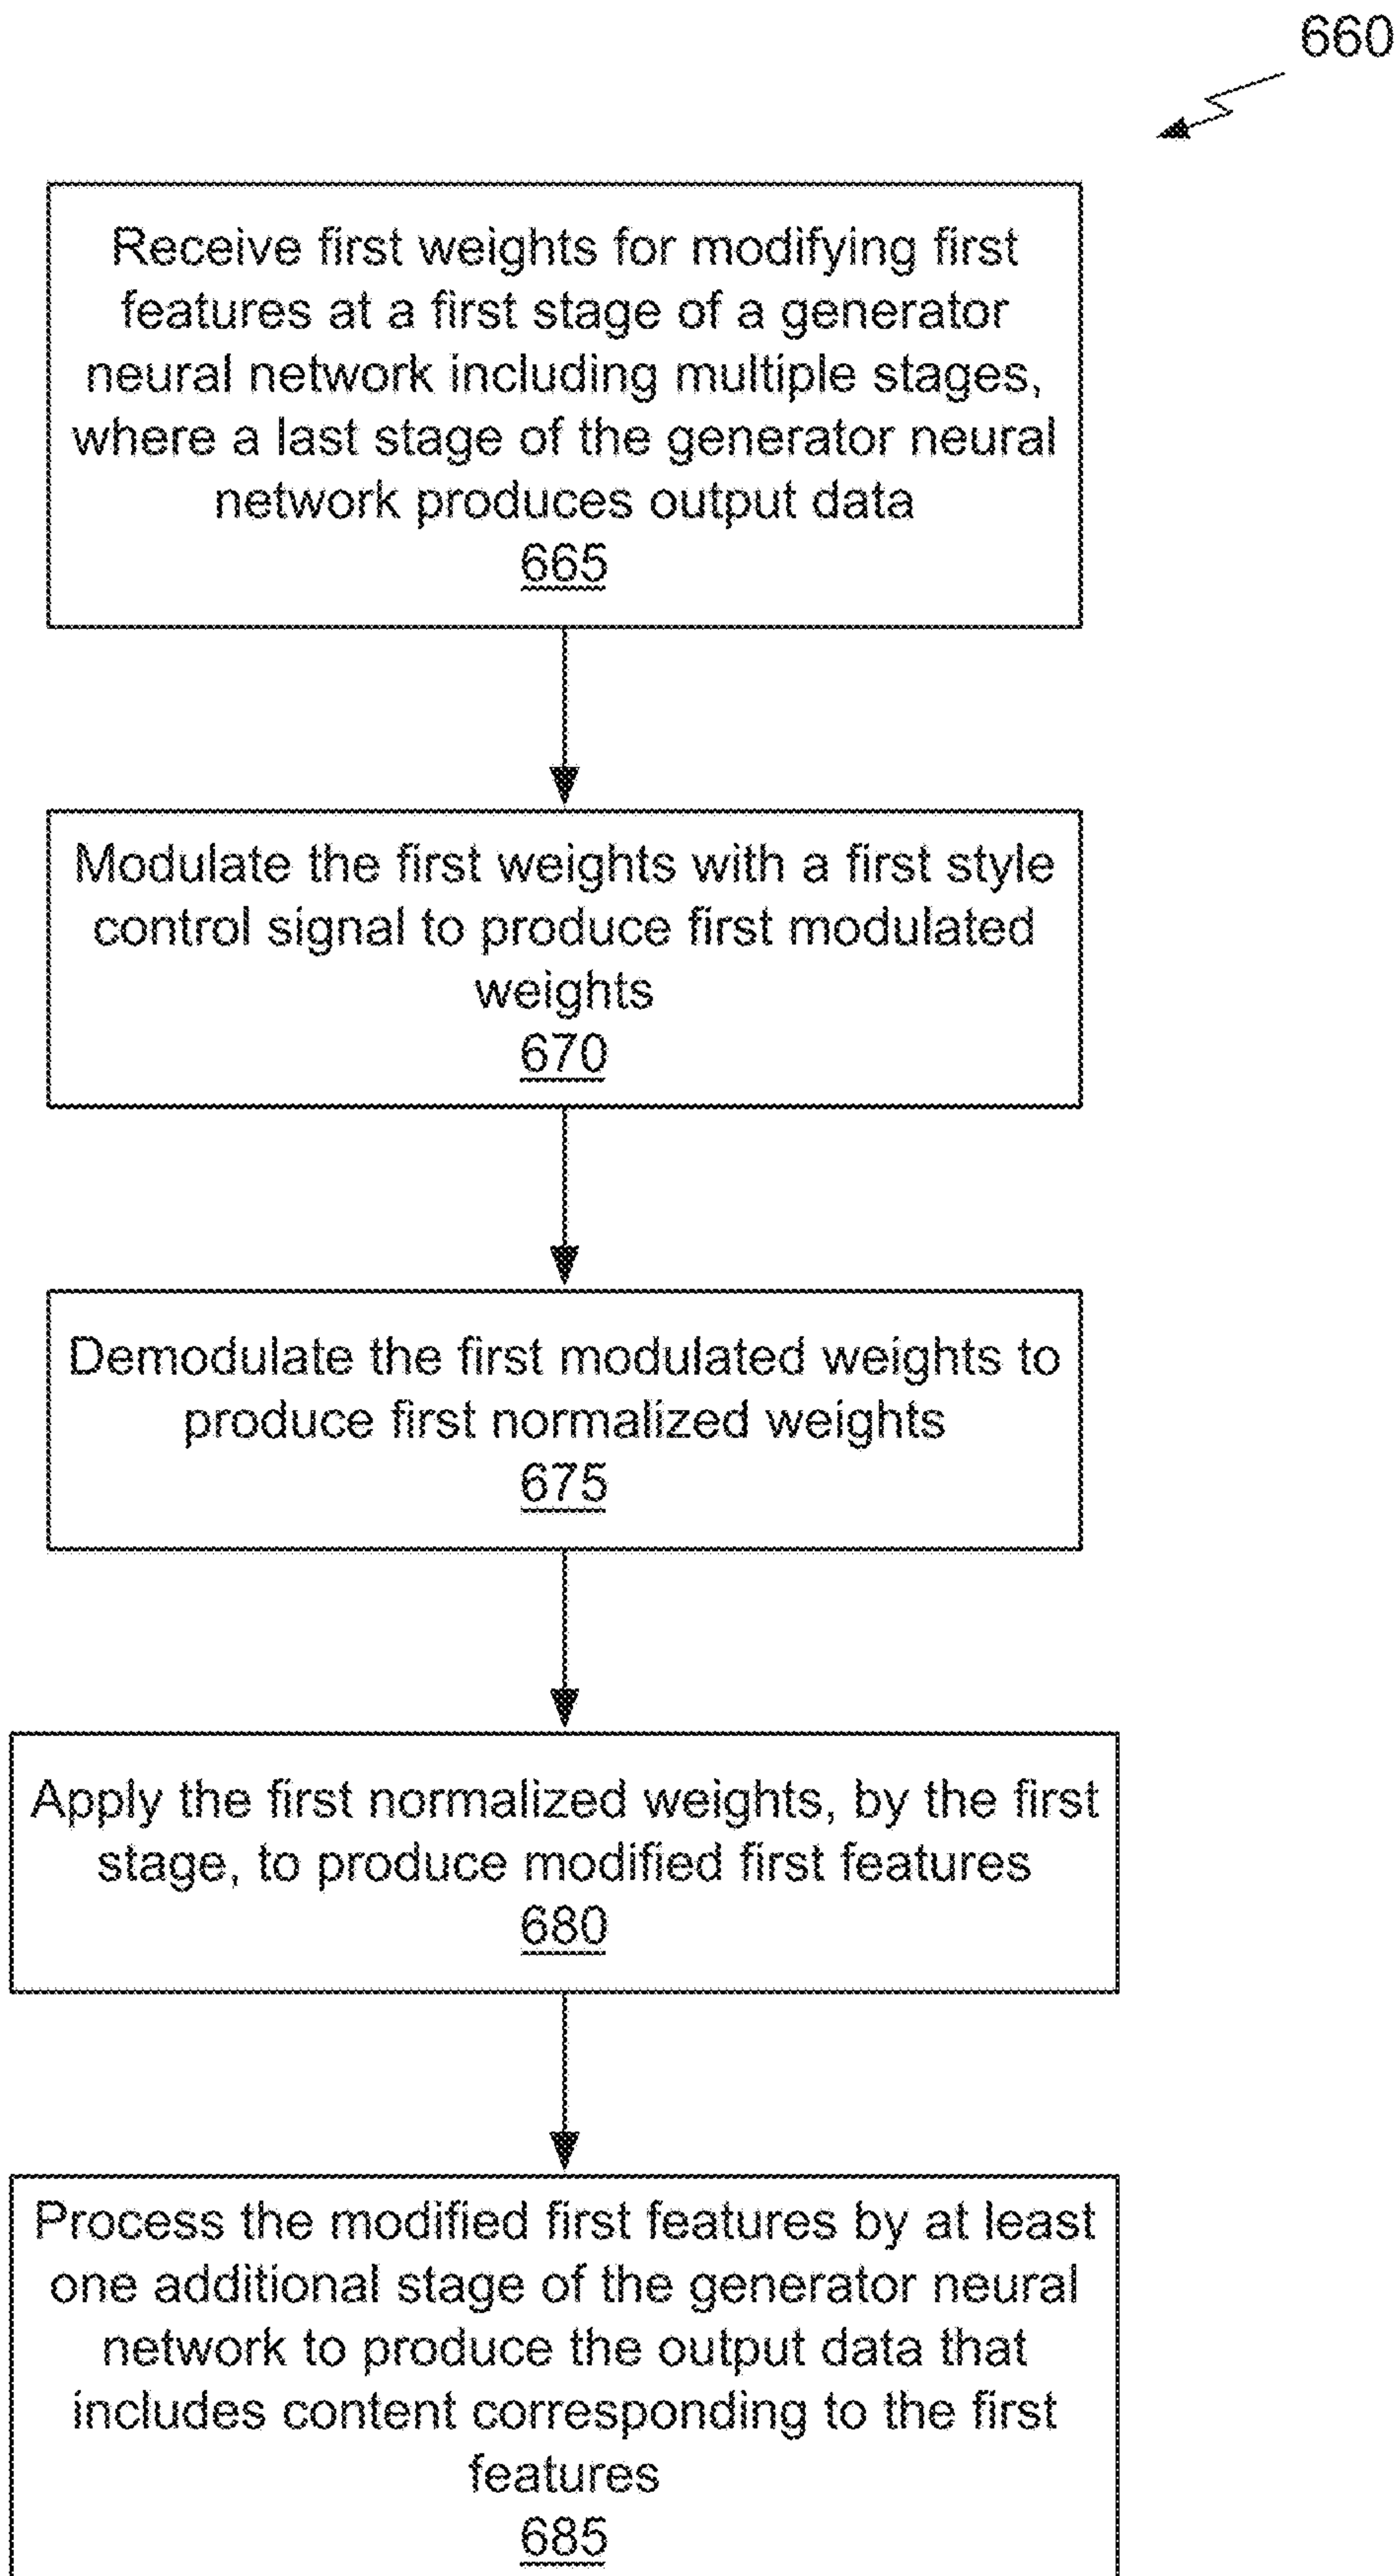 660
Receive first weights for modifying first
features at a first stage of a generator
neural network including multiple stages,
where a last stage of the generator neural
network produces output data
665
Modulate the first weights with a first style
control signal to produce first modulated
weights
670
Demodulate the first modulated weights to
produce first normalized weights
675
Apply the first normalized weights, by the first
stage, to produce modified first features
680
Process the modified first features by at least
one additional stage of the generator neural
network to produce the output data that
includes content corresponding to the first
features
685